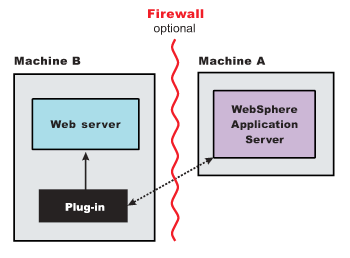 Firewall
optional
Machine B
Machine A
Web server
WebSphere
Application
Server
Plug-in